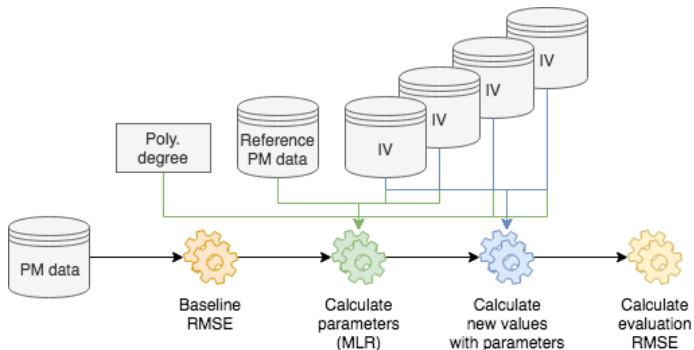 IV
IV
IV
IV
Poly.
degree
Reference
PM data
PM data
Baseline
RMSE
Calculate
parameters
(MLR)
Calculate
new values
with parameters
Calculate
evaluation
RMSE